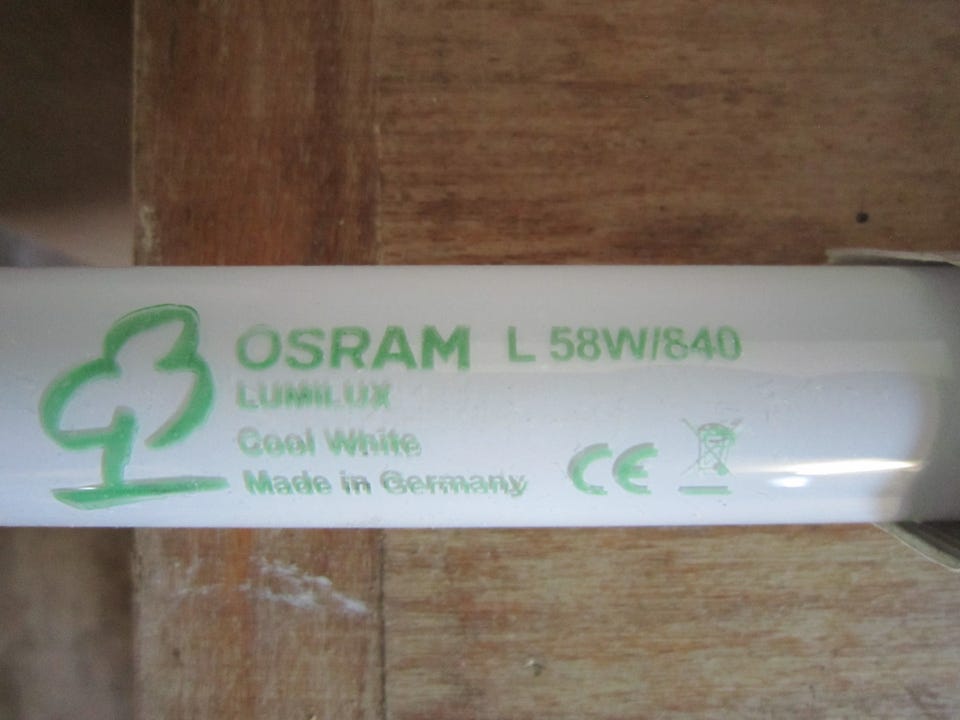 OSRAM L 58W/840
LUMILUX
Cool White
Made in Germany
CE